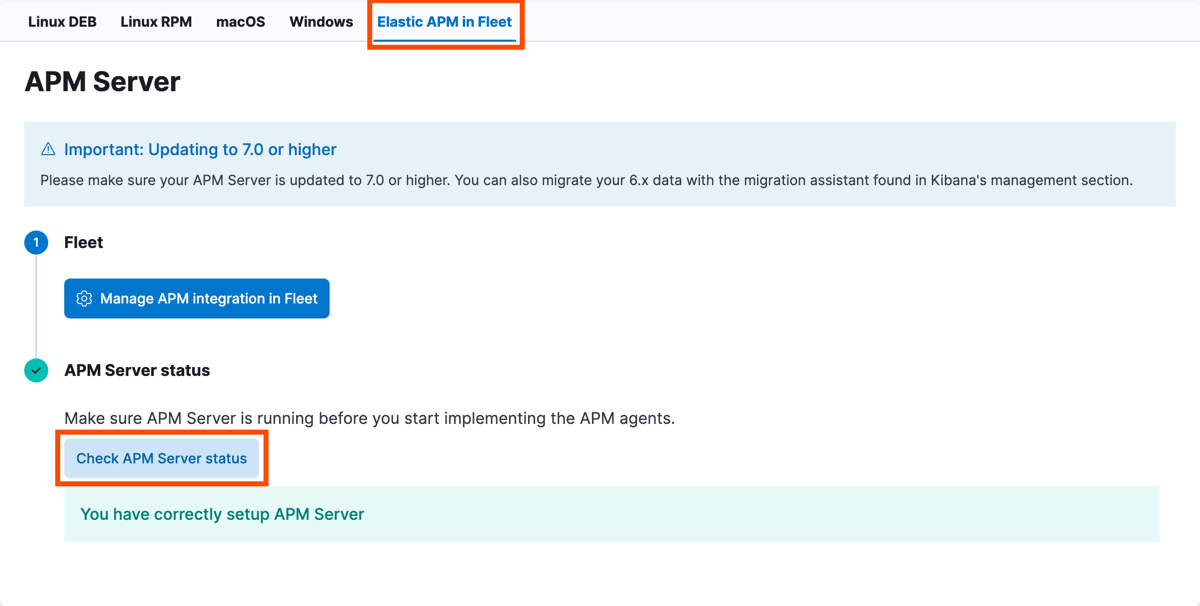 Linux DEB Linux RPM macOS Windows Elastic APM in Fleet
APM Server
Important: Updating to 7.0 or higher
Please make sure your APM Server is updated to 7.0 or higher. You can also migrate your 6.x data with the migration assistant found in Kibana's management section.
1 Fleet
Manage APM integration in Fleet
APM Server status
Make sure APM Server is running before you start implementing the APM agents.
Check APM Server status
You have correctly setup APM Server